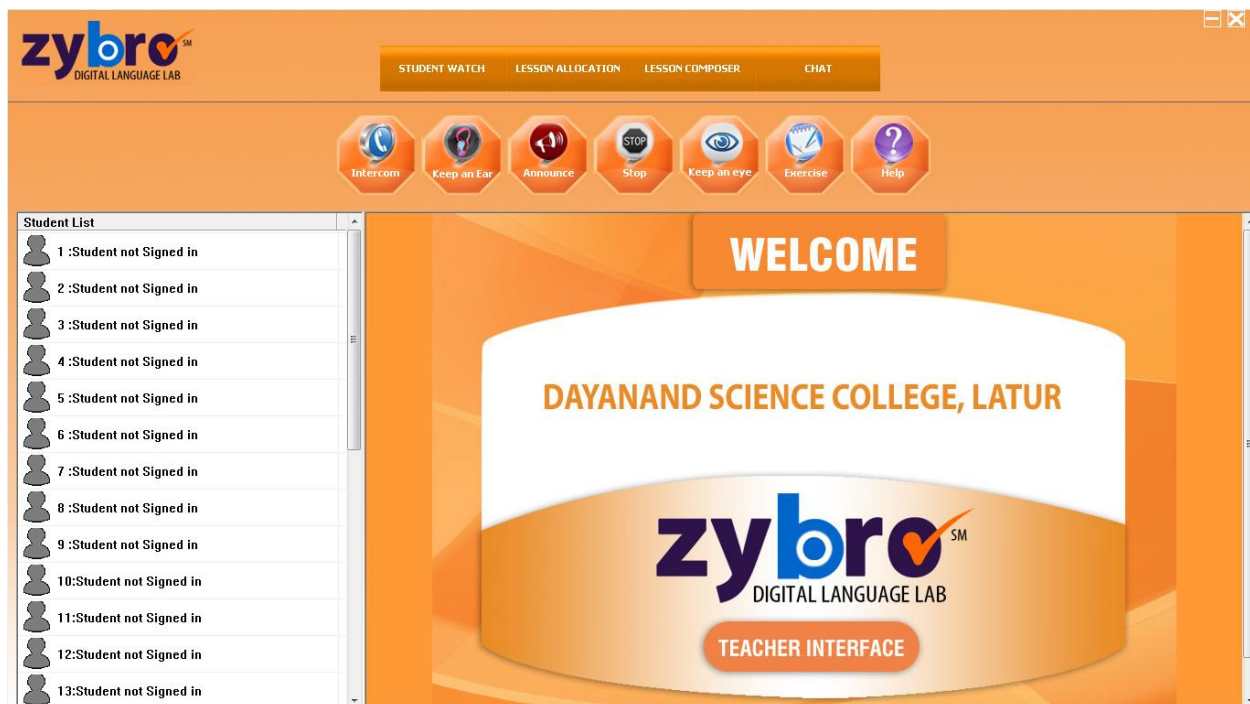 zybro SM
DIGITAL LANGUAGE LAB
STUDENT WATCH LESSON ALLOCATION LESSON COMPOSER CHAT
Intercom Keep an Ear Announce STOP Stop Keep an eye Exercise ? Help
Student List
1 :Student not Signed in
2 :Student not Signed in
3 :Student not Signed in
4 :Student not Signed in
5 :Student not Signed in
6 :Student not Signed in
7 :Student not Signed in
8 :Student not Signed in
9 :Student not Signed in
10:Student not Signed in
11:Student not Signed in
12:Student not Signed in
13:Student not Signed in
WELCOME
DAYANAND SCIENCE COLLEGE, LATUR
zybro SM
DIGITAL LANGUAGE LAB
TEACHER INTERFACE